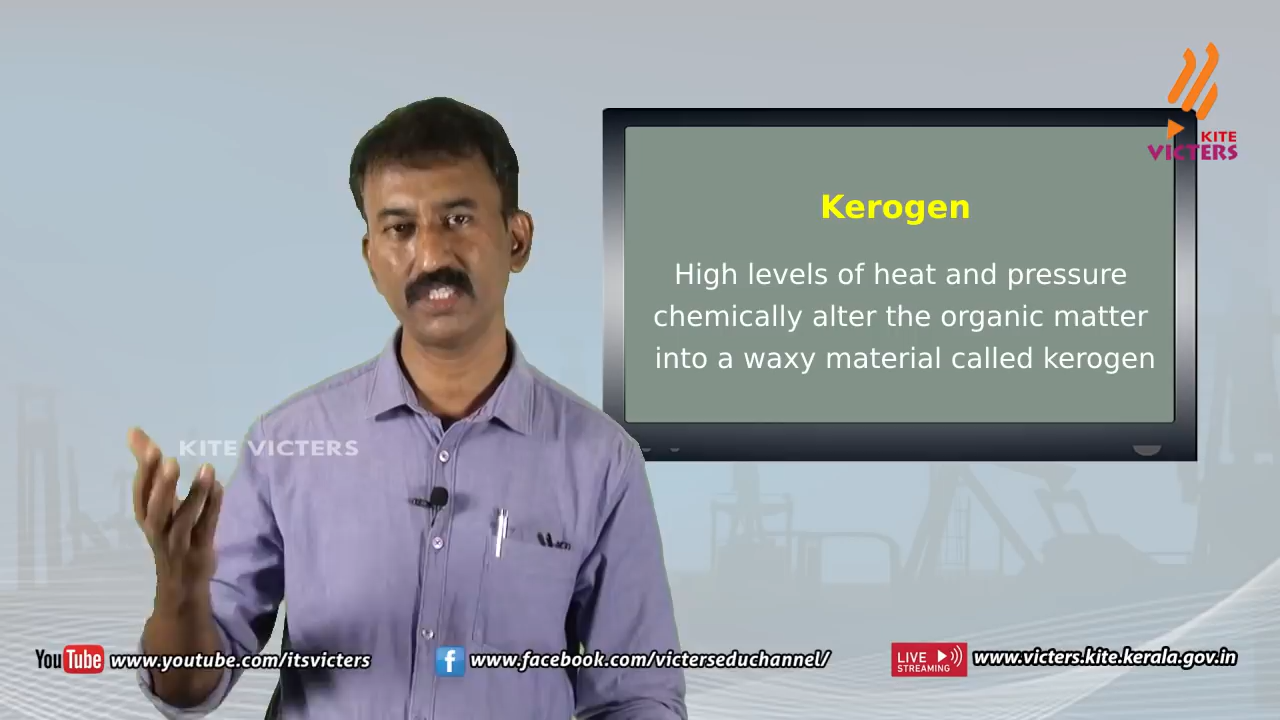 KITE
VICTERS
Kerogen
High levels of heat and pressure
chemically alter the organic matter
into a waxy material called kerogen
KITE VICTERS
YouTube www.youtube.com/itsvicters
f www.facebook.com/victerseduchannel/
LIVE
STREAMING
www.victers.kite.kerala.gov.in